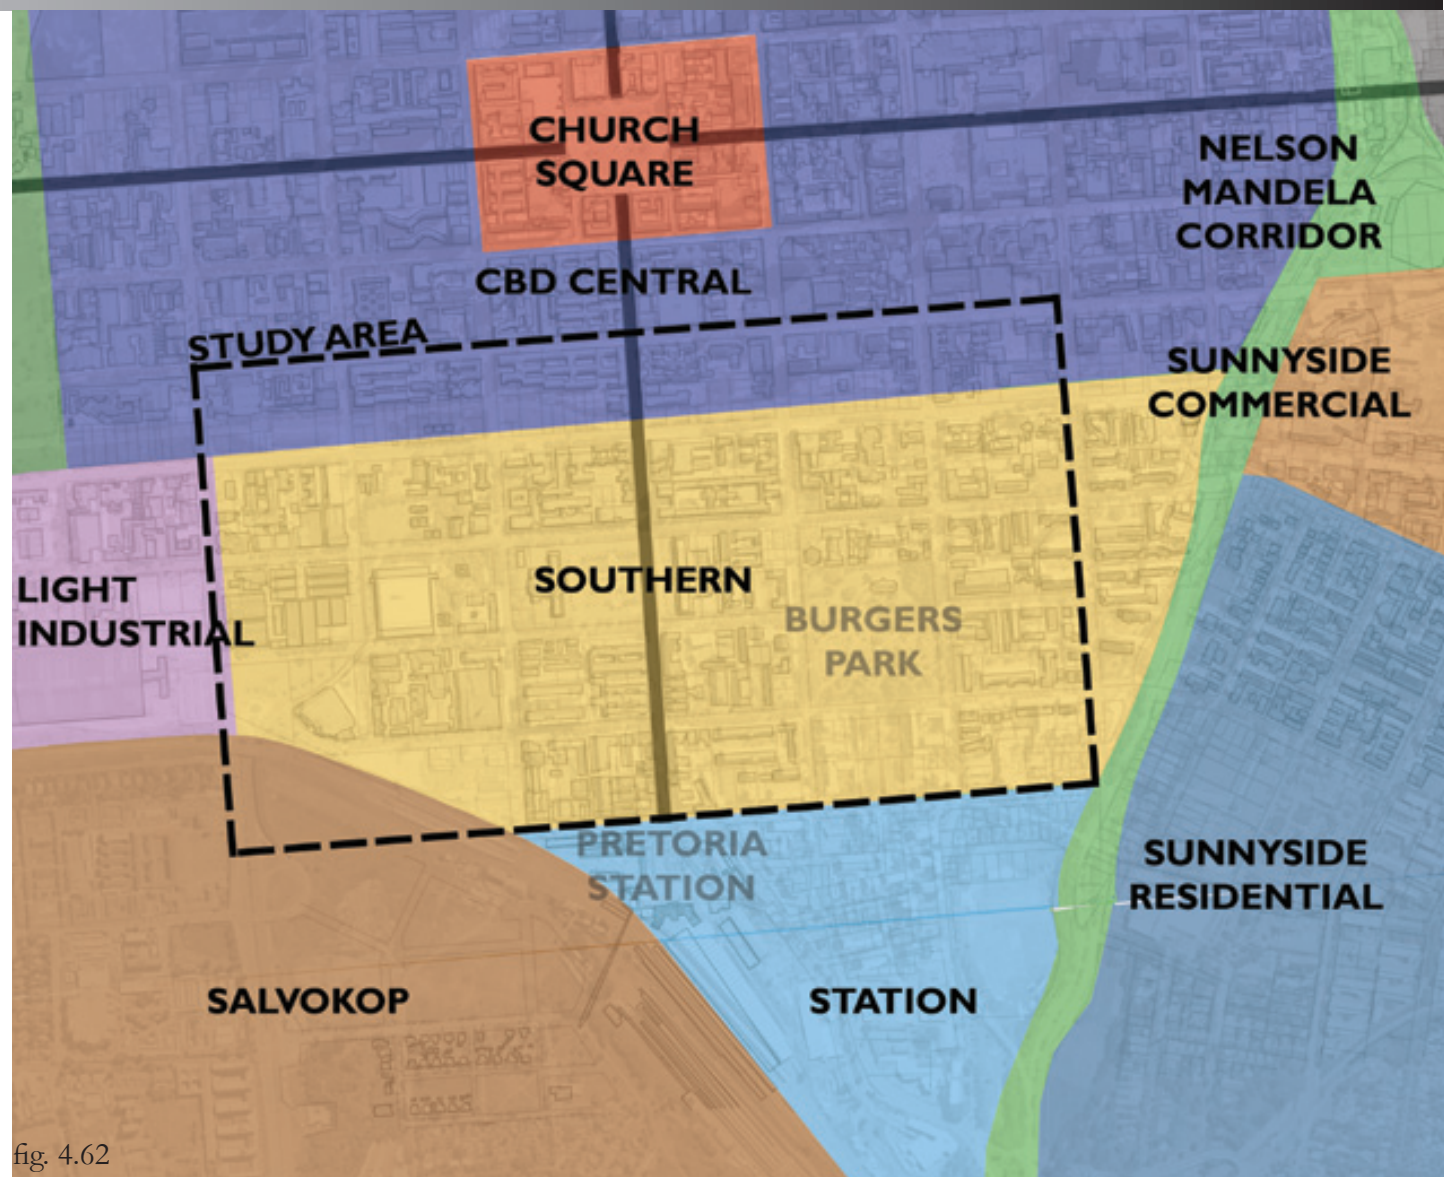 CHURCH
SQUARE
NELSON
MANDELA
CORRIDOR
CBD CENTRAL
STUDY AREA
SUNNYSIDE
COMMERCIAL
LIGHT
INDUSTRIAL
SOUTHERN
BURGERS
PARK
PRETORIA
STATION
SUNNYSIDE
RESIDENTIAL
SALVOKOP
STATION
fig. 4.62